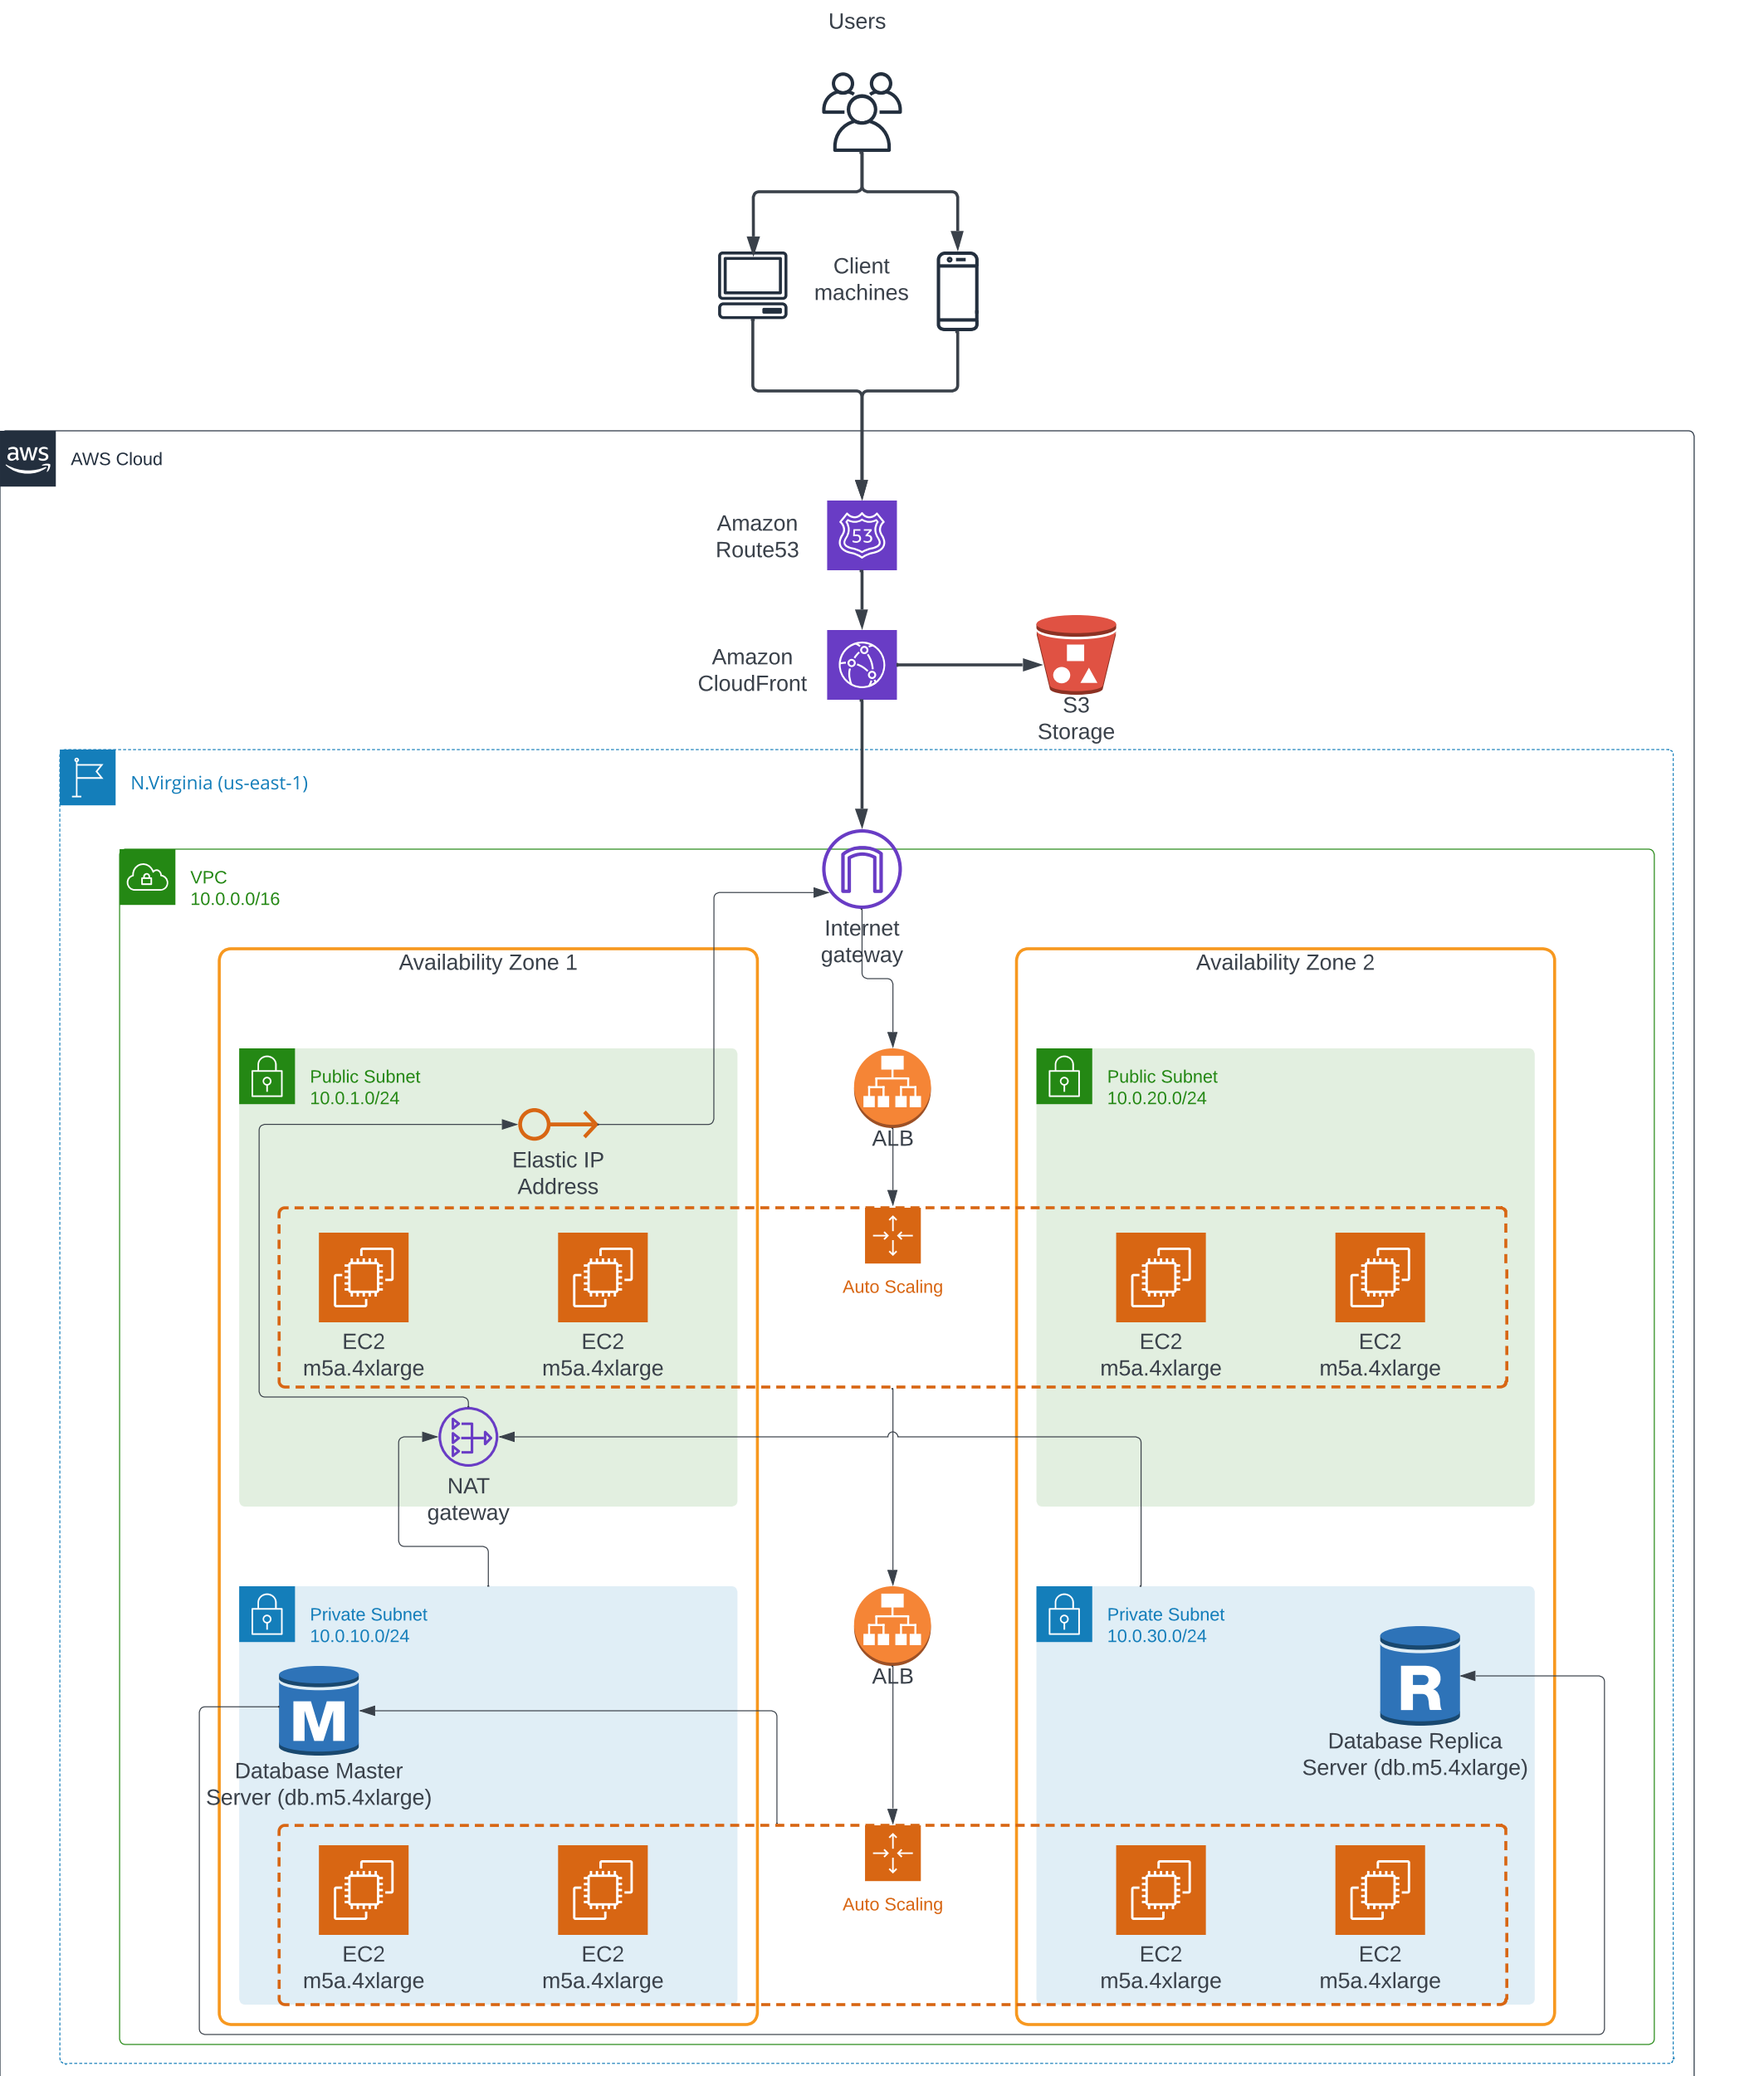 Users
Client
machines
aws
AWS Cloud
Amazon
Route53
53
Amazon
CloudFront
S3
Storage
N.Virginia (us-east-1)
VPC
10.0.0.0/16
Internet
gateway
Availability Zone 1
Availability Zone 2
Public Subnet
10.0.1.0/24
Public Subnet
10.0.20.0/24
Elastic IP
Address
ALB
Auto Scaling
EC2
m5a.4xlarge
EC2
m5a.4xlarge
EC2
m5a.4xlarge
EC2
m5a.4xlarge
NAT
gateway
Private Subnet
10.0.10.0/24
ALB
Private Subnet
10.0.30.0/24
M
Database Master
Server (db.m5.4xlarge)
R
Database Replica
Server (db.m5.4xlarge)
Auto Scaling
EC2
m5a.4xlarge
EC2
m5a.4xlarge
EC2
m5a.4xlarge
EC2
m5a.4xlarge